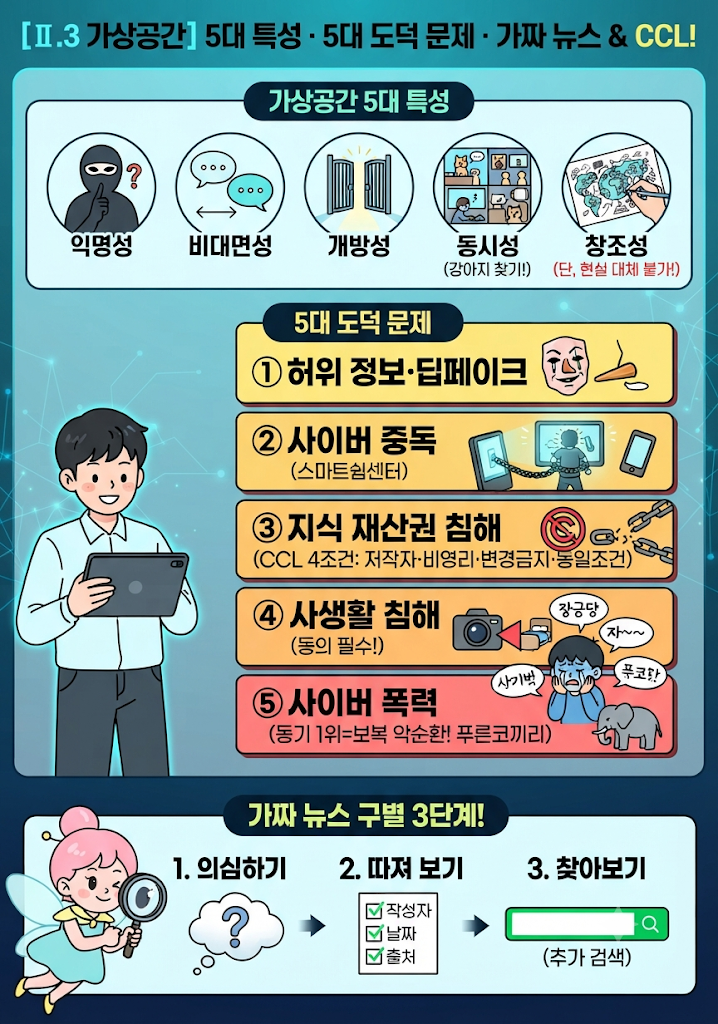 [Ⅱ.3 가상공간] 5대 특성 · 5대 도덕 문제 · 가짜 뉴스 & CCL!
가상공간 5대 특성
?
익명성
비대면성
개방성
동시성
(강아지 찾기!)
창조성
(단, 현실 대체 불가!)
5대 도덕 문제
① 허위 정보·딥페이크
② 사이버 중독
(스마트쉼센터)
③ 지식 재산권 침해
(CCL 4조건: 저작자·비영리·변경금지·동일조건)
④ 사생활 침해
(동의 필수!)
자~~
⑤ 사이버 폭력
(동기 1위=보복 악순환! 푸른코끼리)
가짜 뉴스 구별 3단계!
1. 의심하기
?
2. 따져 보기
작성자
날짜
출처
3. 찾아보기
(추가 검색)